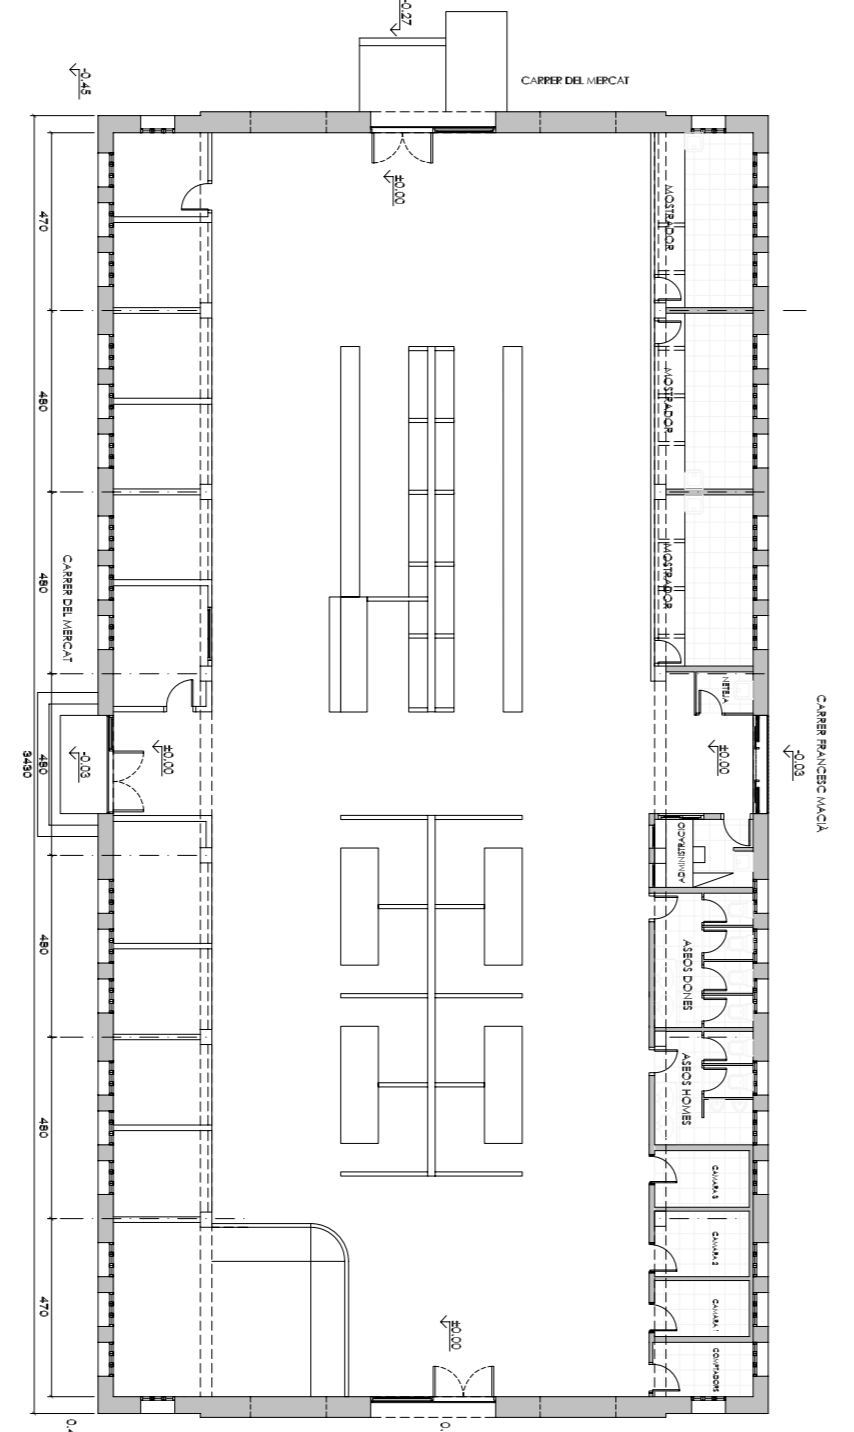 -0.27
CARRER DEL MERCAT
-0.45
±0.00
MOSTRADOR
470
MOSTRADOR
480
MOSTRADOR
480
CARRER DEL MERCAT
NETEJA
CARRER FRANCESC MACIÀ
±0.00
±0.00
-0.03
-0.03
480
3430
ADMINISTRACIO
480
ASEOS DONES
ASEOS HOMES
480
CAMARA 3
CAMARA 2
CAMARA 1
470
±0.00
COMPTADORS